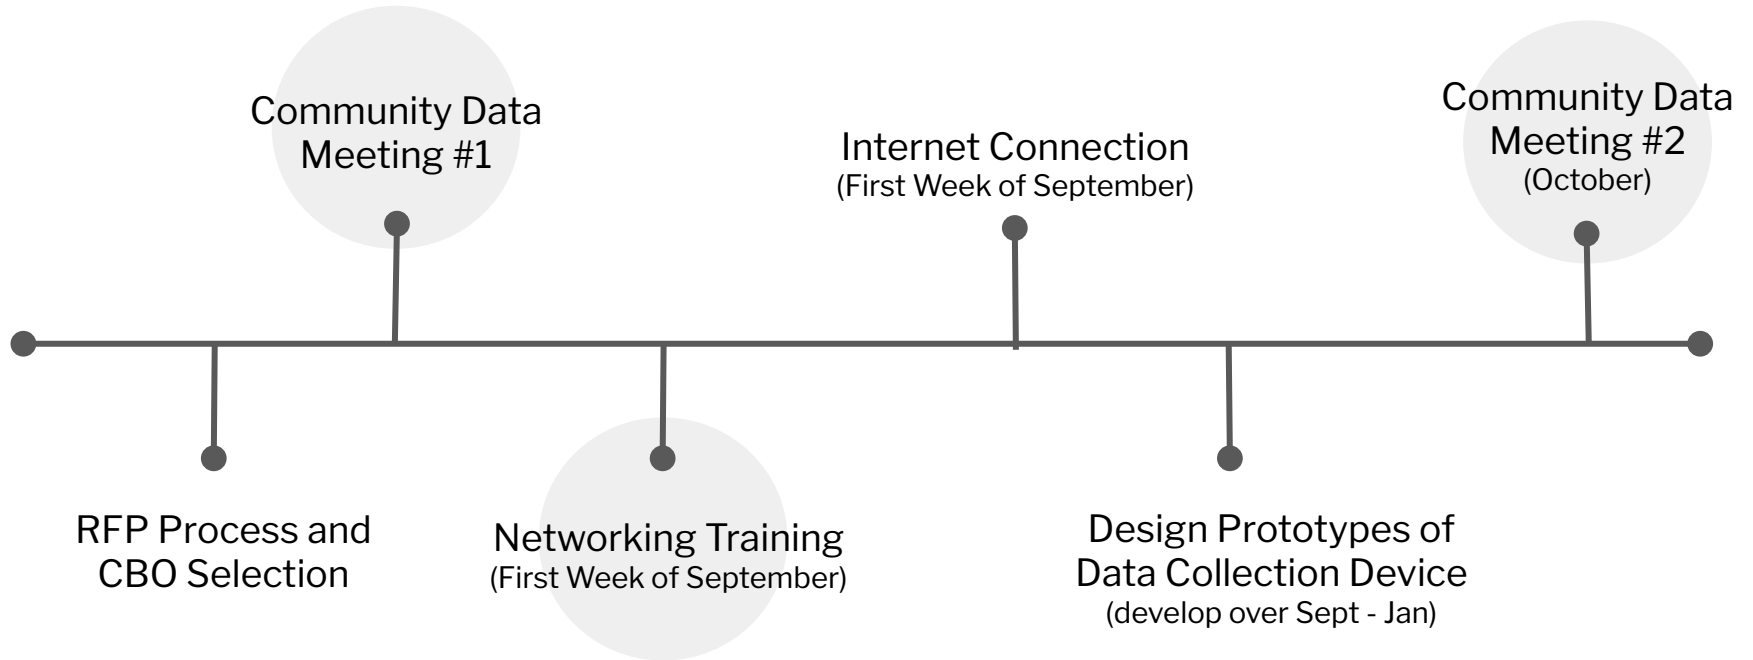 Community Data
Meeting #1
Internet Connection
(First Week of September)
Community Data
Meeting #2
(October)
RFP Process and
CBO Selection
Networking Training
(First Week of September)
Design Prototypes of
Data Collection Device
(develop over Sept - Jan)